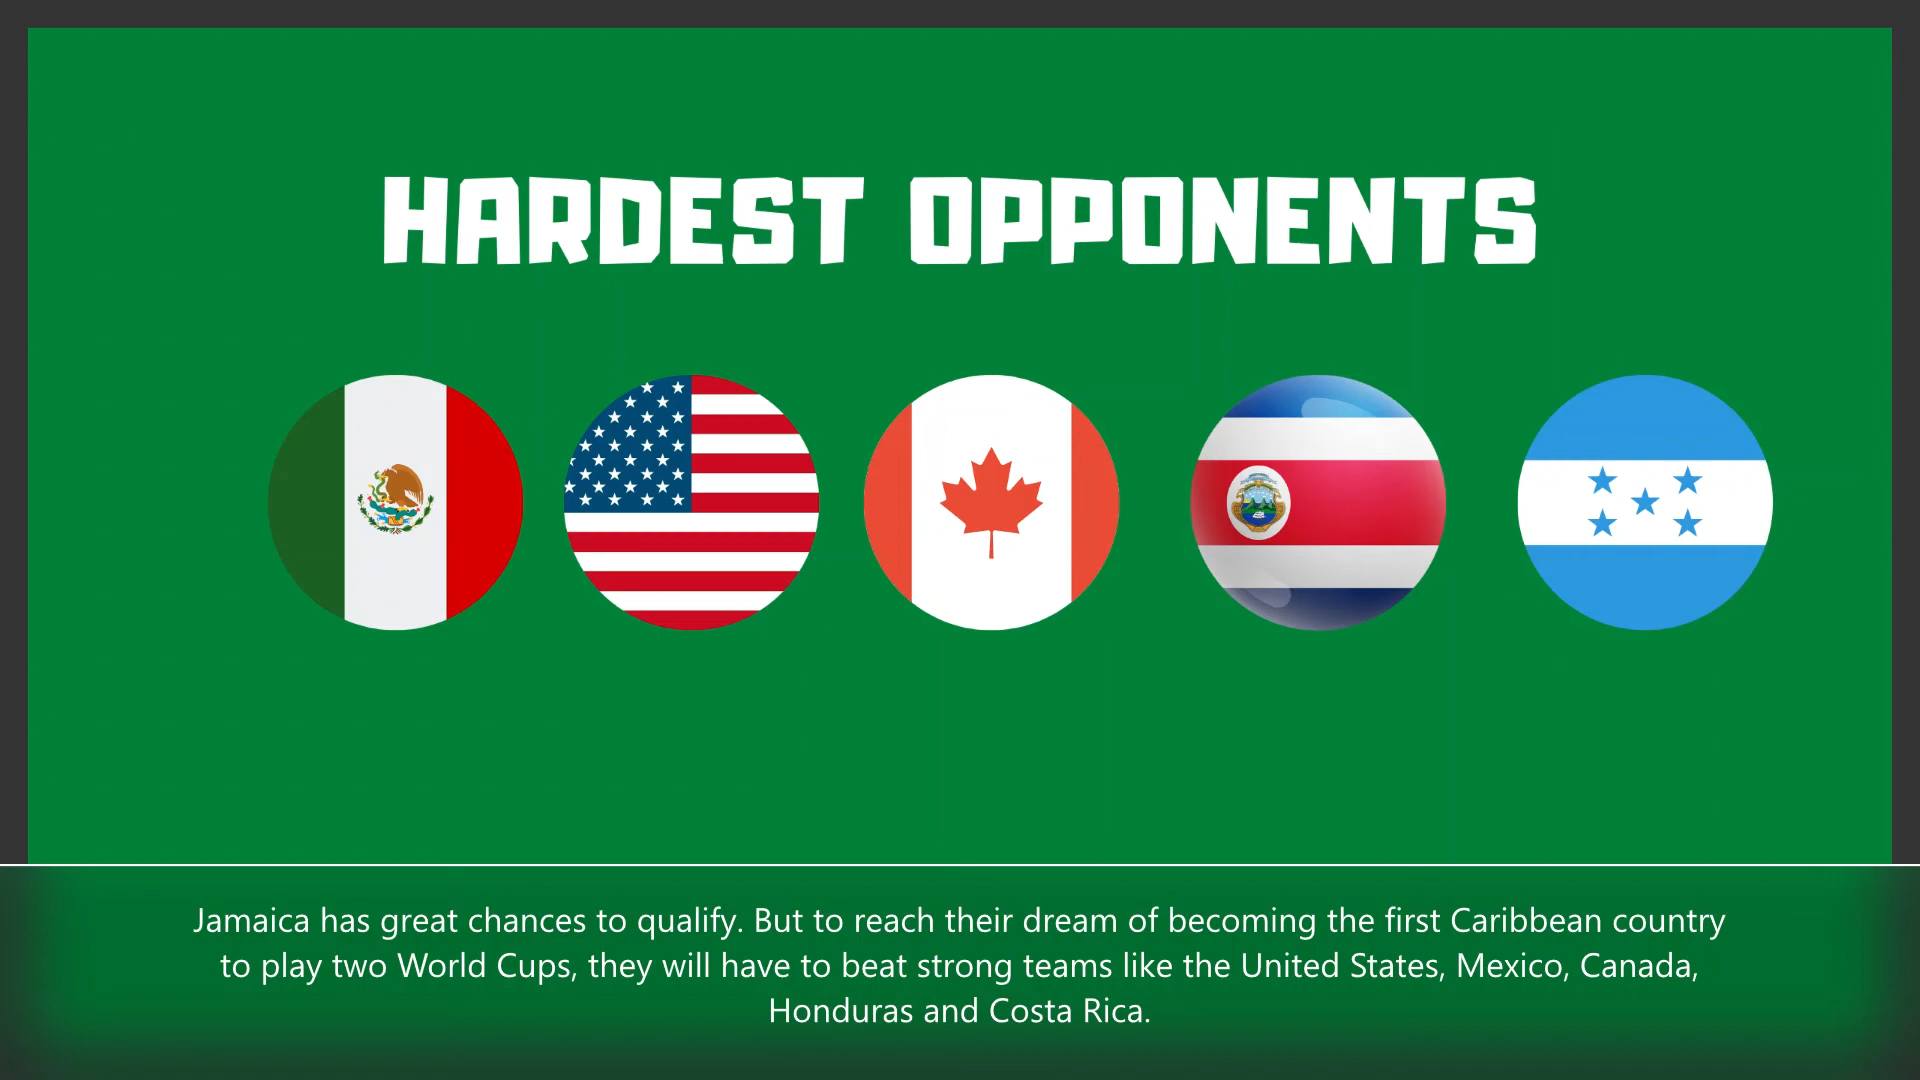 HARDEST OPPONENTS
Jamaica has great chances to qualify. But to reach their dream of becoming the first Caribbean country
to play two World Cups, they will have to beat strong teams like the United States, Mexico, Canada,
Honduras and Costa Rica.